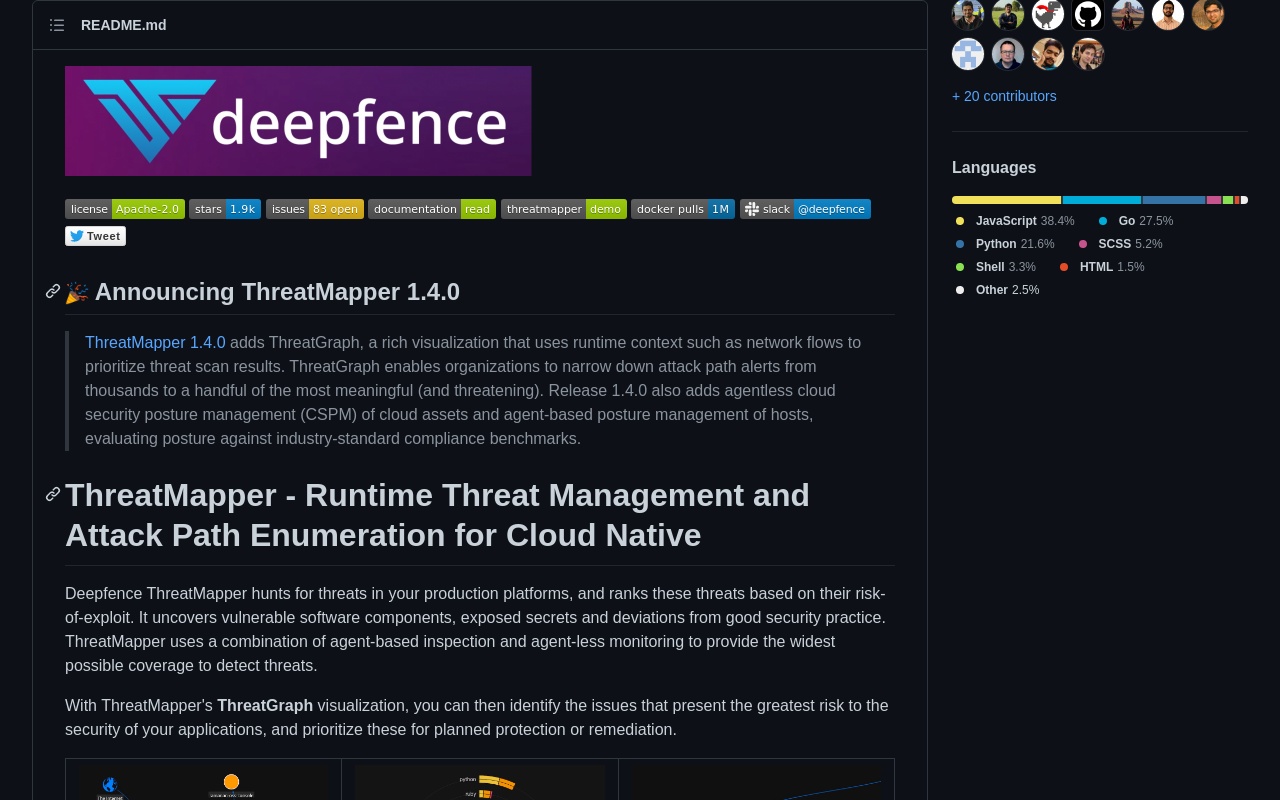 README.md
deepfence
license Apache-2.0 stars 1.9k issues 83 open documentation read threatmapper demo docker pulls 1M slack @deepfence
Tweet
Announcing ThreatMapper 1.4.0
ThreatMapper 1.4.0 adds ThreatGraph, a rich visualization that uses runtime context such as network flows to
prioritize threat scan results. ThreatGraph enables organizations to narrow down attack path alerts from
thousands to a handful of the most meaningful (and threatening). Release 1.4.0 also adds agentless cloud
security posture management (CSPM) of cloud assets and agent-based posture management of hosts,
evaluating posture against industry-standard compliance benchmarks.
ThreatMapper - Runtime Threat Management and
Attack Path Enumeration for Cloud Native
Deepfence ThreatMapper hunts for threats in your production platforms, and ranks these threats based on their risk-
of-exploit. It uncovers vulnerable software components, exposed secrets and deviations from good security practice.
ThreatMapper uses a combination of agent-based inspection and agent-less monitoring to provide the widest
possible coverage to detect threats.
With ThreatMapper's ThreatGraph visualization, you can then identify the issues that present the greatest risk to the
security of your applications, and prioritize these for planned protection or remediation.
The Internet
python
ruby
+ 20 contributors
Languages
JavaScript 38.4% Go 27.5%
Python 21.6% SCSS 5.2%
Shell 3.3% HTML 1.5%
Other 2.5%